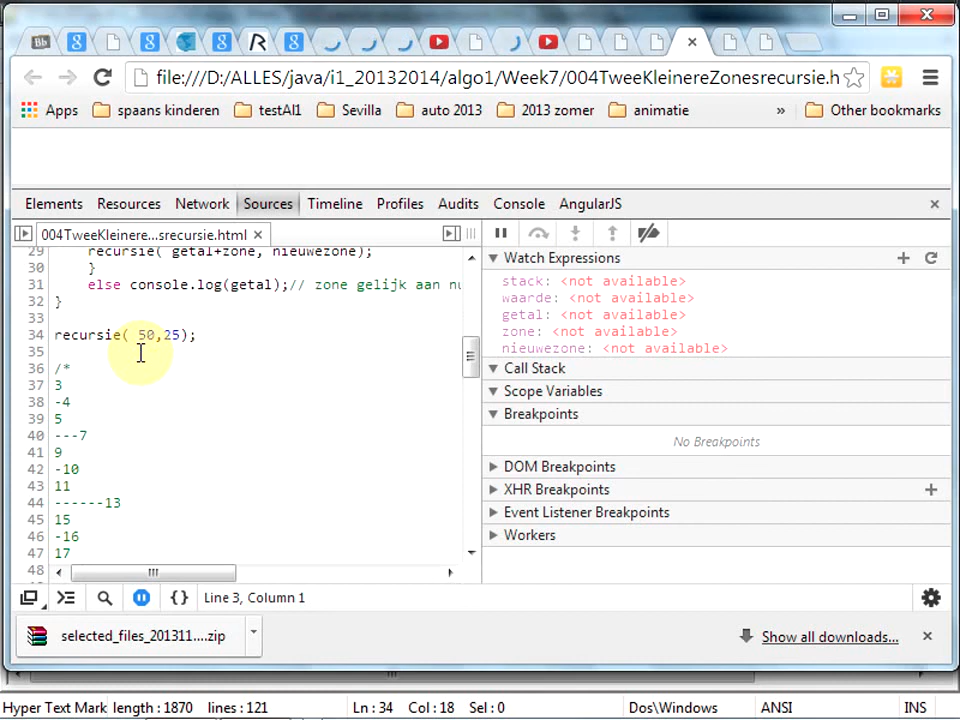 Bb
8
8
8
R
8
file:///D:/ALLES/java/i1_20132014/algo1/Week7/004TweeKleinereZonesrecursie.h
Apps
spaans kinderen
testAl1
Sevilla
auto 2013
2013 zomer
animatie
»
Other bookmarks
Elements
Resources
Network
Sources
Timeline
Profiles
Audits
Console
AngularJS
004TweeKleinere...srecursie.html
29 recursie( getal+zone, nieuwezone);
30 }
31 else console.log(getal);// zone gelijk aan nu
32 }
33
34 recursie( 50,25);
35
36 /*
37 3
38 -4
39 5
40 ---7
41 9
42 -10
43 11
44 ------13
45 15
46 -16
47 17
48
Watch Expressions
stack: <not available>
waarde: <not available>
getal: <not available>
zone: <not available>
nieuwezone: <not available>
Call Stack
Scope Variables
Breakpoints
No Breakpoints
DOM Breakpoints
XHR Breakpoints
Event Listener Breakpoints
Workers
{} Line 3, Column 1
selected_files_201311....zip
Show all downloads...
Hyper Text Mark length : 1870 lines : 121 Ln : 34 Col : 18 Sel : 0 Dos\Windows ANSI INS